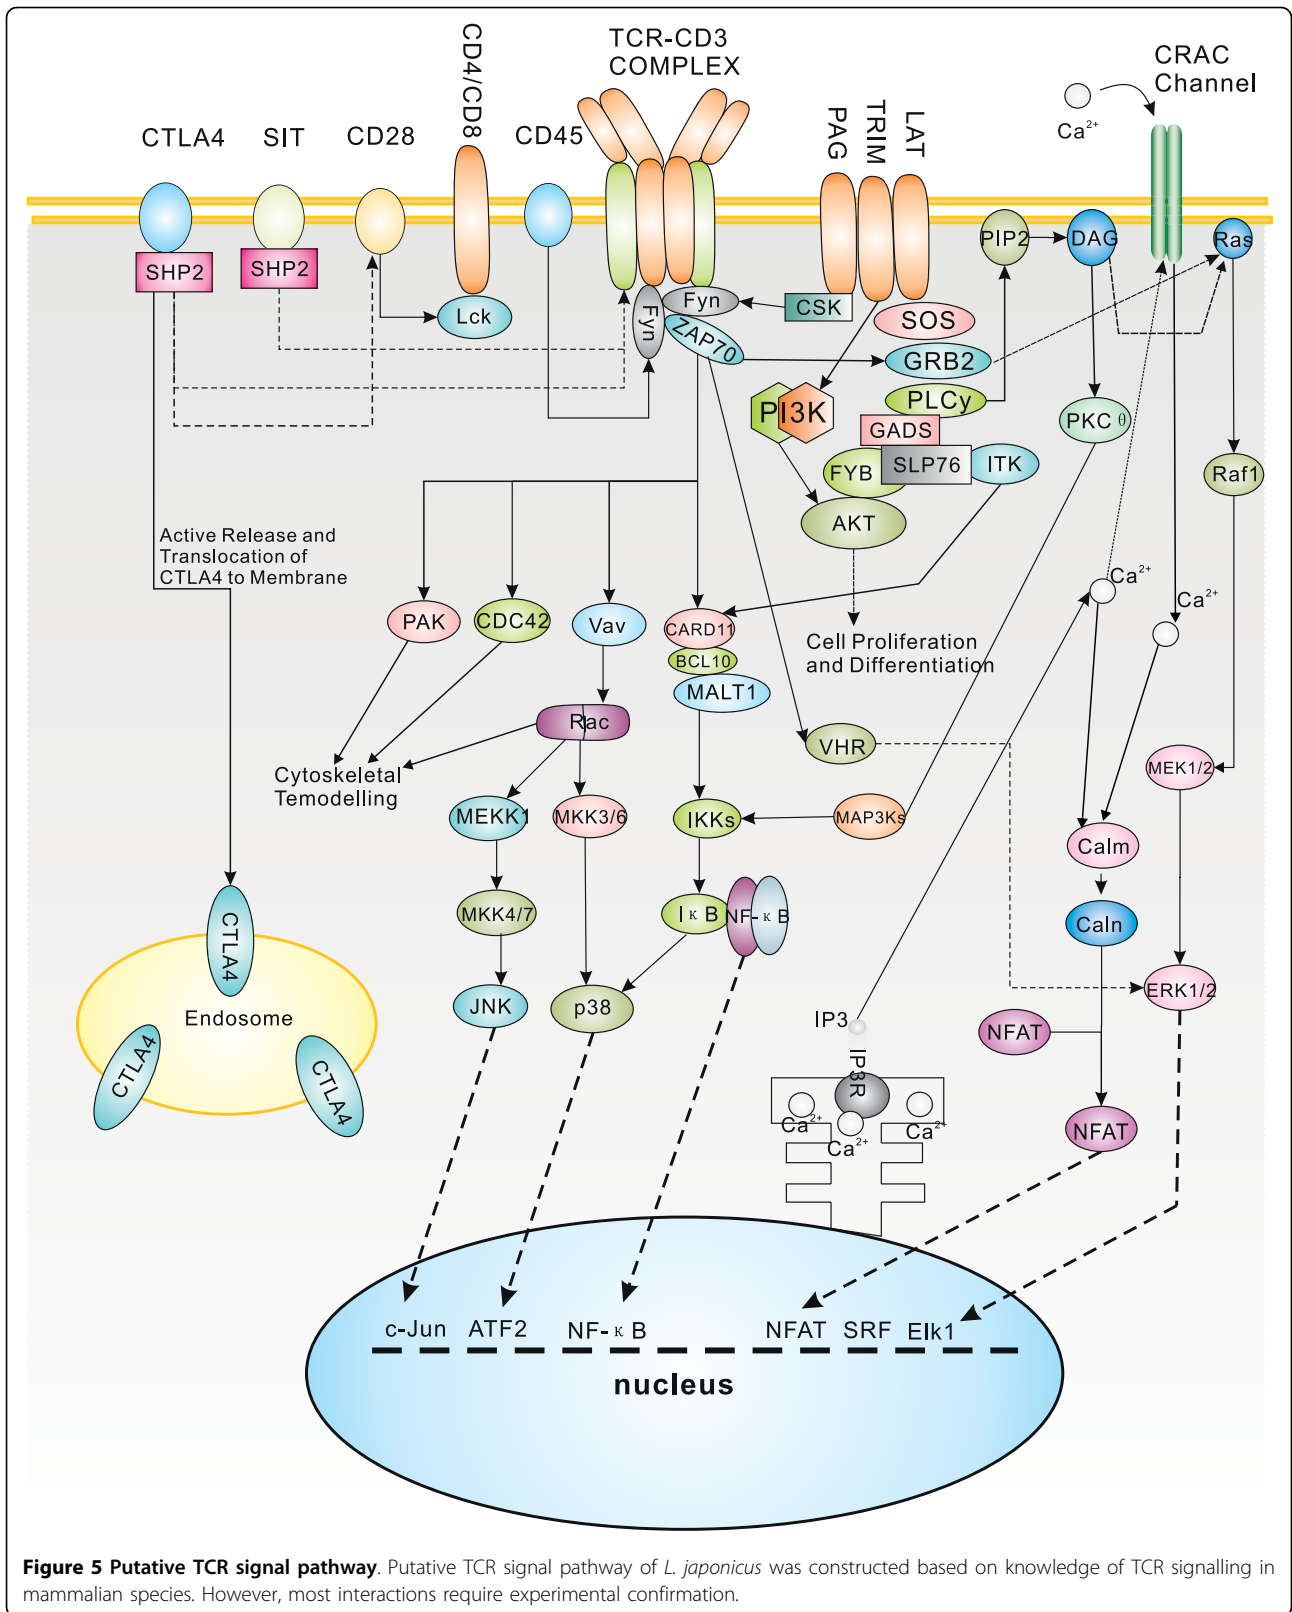 TCR-CD3
COMPLEX
CD4/CD8
CRAC
Channel
Ca²⁺
CTLA4
SIT
CD28
CD45
PAG
TRIM
LAT
SHP2
SHP2
Lck
Fyn
Fyn
ZAP70
CSK
SOS
GRB2
PLCy
GADS
SLP76
FYB
ITK
AKT
PI3K
PIP2
DAG
Ras
PKC θ
Raf1
Active Release and
Translocation of
CTLA4 to Membrane
PAK
CDC42
Vav
CARD11
BCL10
MALT1
Cell Proliferation
and Differentiation
Ca²⁺
Ca²⁺
Rac
VHR
Cytoskeletal
Temodelling
MEKK1
MKK3/6
IKKs
MAP3Ks
MEK1/2
Calm
MKK4/7
IκB
NF-κB
Caln
CTLA4
Endosome
CTLA4
CTLA4
JNK
p38
IP3
IP3R
Ca²⁺
Ca²⁺
Ca²⁺
NFAT
ERK1/2
NFAT
c-Jun
ATF2
NF-κB
NFAT
SRF
Elk1
nucleus
Figure 5 Putative TCR signal pathway. Putative TCR signal pathway of L. japonicus was constructed based on knowledge of TCR signalling in
mammalian species. However, most interactions require experimental confirmation.